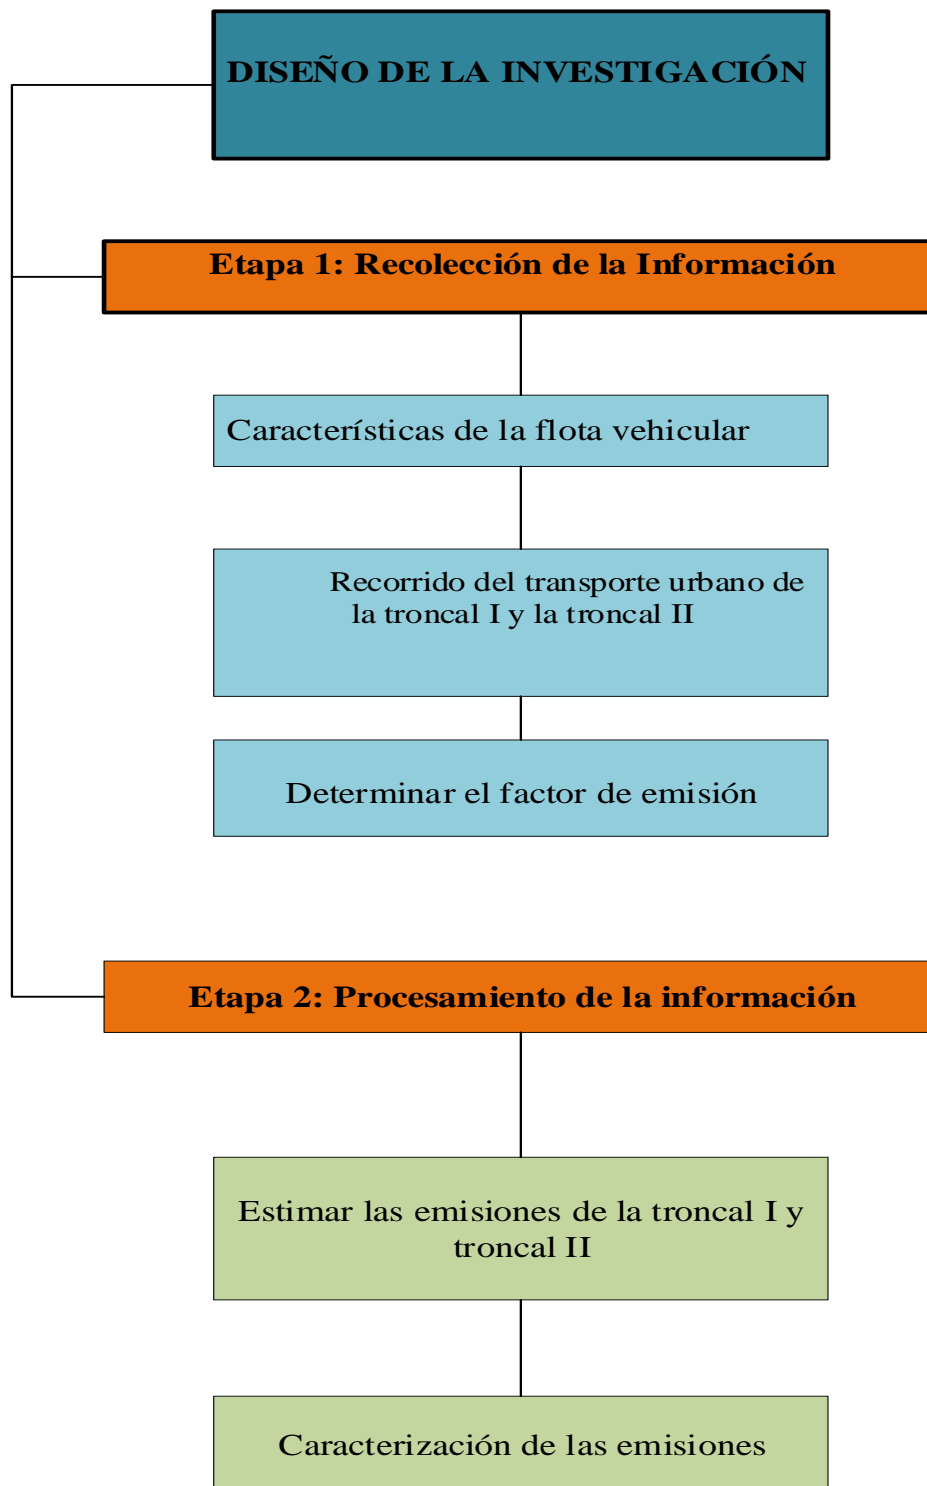 DISEÑO DE LA INVESTIGACIÓN
Etapa 1: Recolección de la Información
Características de la flota vehicular
Recorrido del transporte urbano de
la troncal I y la troncal II
Determinar el factor de emisión
Etapa 2: Procesamiento de la información
Estimar las emisiones de la troncal I y
troncal II
Caracterización de las emisiones